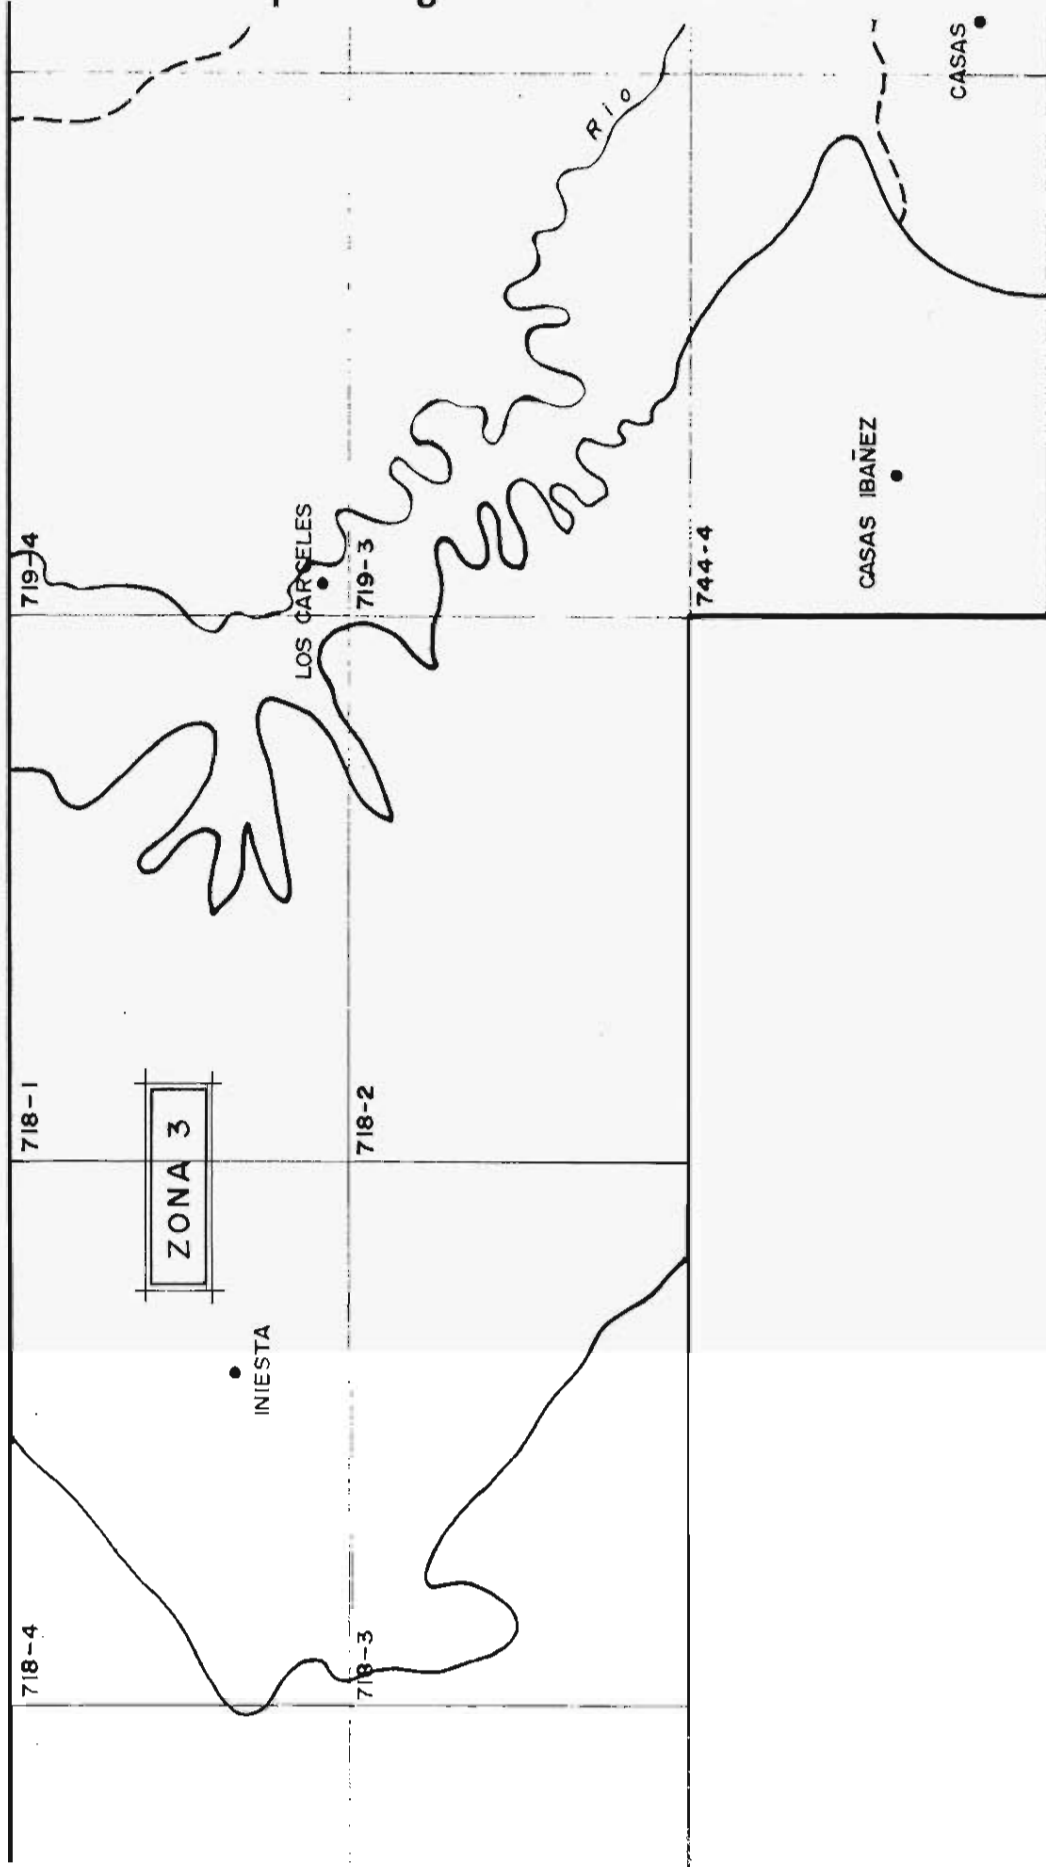 718-4
718-1
719-4
ZONA 3
INIESTA
LOS CARCELES
718-3
718-2
719-3
Río
744-4
CASAS IBAÑEZ
CASAS